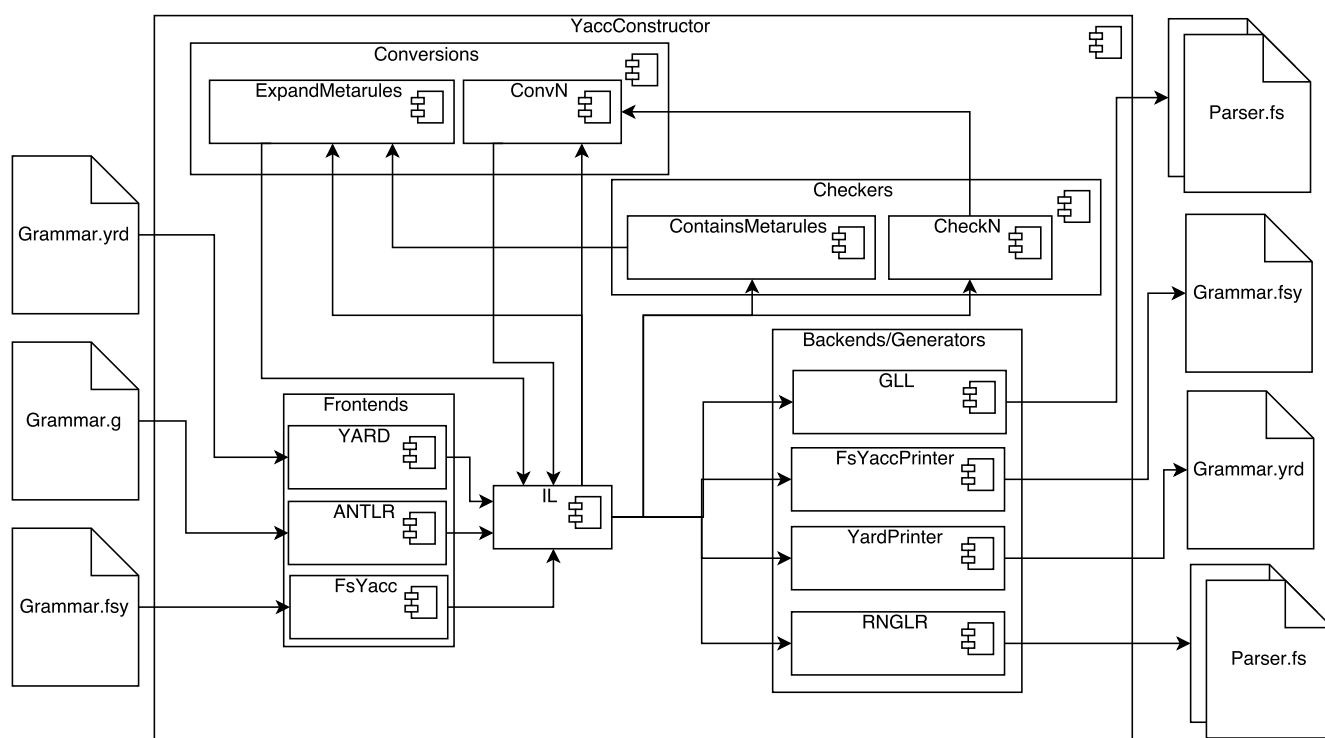 YaccConstructor
Conversions
ExpandMetarules
ConvN
Parser.fs
Checkers
ContainsMetarules
CheckN
Grammar.yrd
Grammar.fsy
Backends/Generators
GLL
Frontends
YARD
Grammar.g
FsYaccPrinter
Grammar.yrd
IL
ANTLR
YardPrinter
FsYacc
Grammar.fsy
RNGLR
Parser.fs